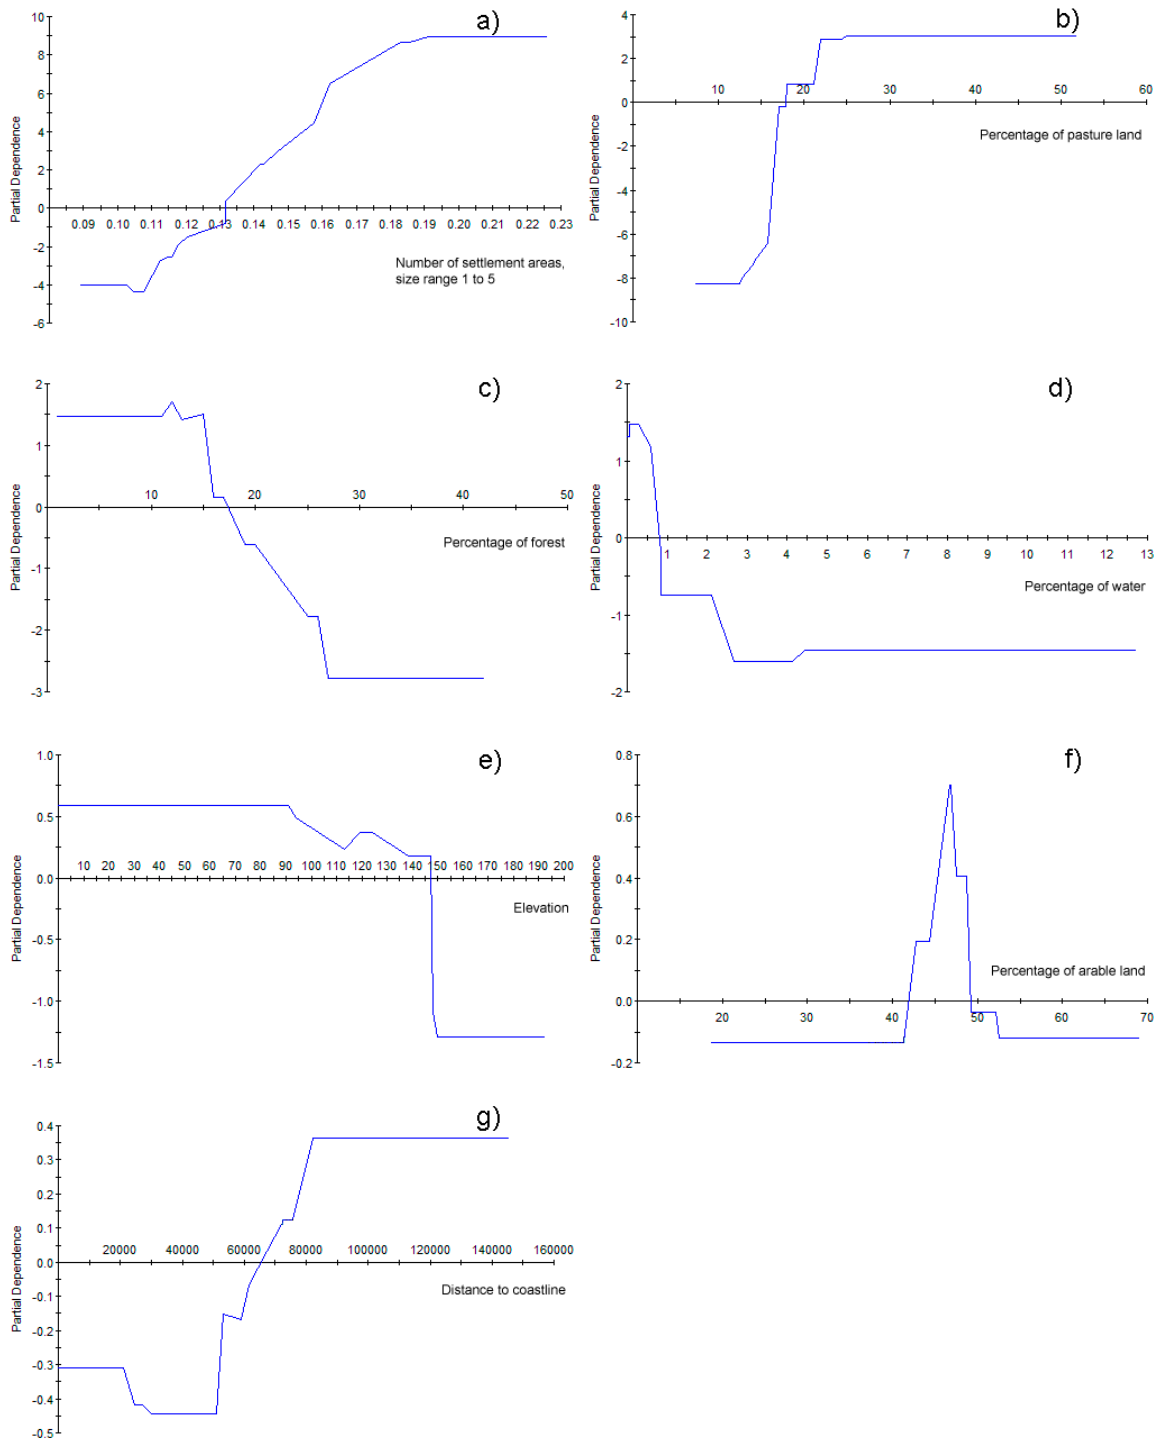 a)
10
8
6
4
2
0
-2
-4
-6
Partial Dependence
0.09 0.10 0.11 0.12 0.13 0.14 0.15 0.16 0.17 0.18 0.19 0.20 0.21 0.22 0.23
Number of settlement areas,
size range 1 to 5
b)
4
2
0
-2
-4
-6
-8
-10
Partial Dependence
10 20 30 40 50 60
Percentage of pasture land
c)
2
1
0
-1
-2
-3
Partial Dependence
10 20 30 40 50
Percentage of forest
d)
2
1
0
-1
-2
Partial Dependence
1 2 3 4 5 6 7 8 9 10 11 12 13
Percentage of water
e)
1.0
0.5
0.0
-0.5
-1.0
-1.5
Partial Dependence
10 20 30 40 50 60 70 80 90 100 110 120 130 140 150 160 170 180 190 200
Elevation
f)
0.8
0.6
0.4
0.2
0.0
-0.2
Partial Dependence
20 30 40 50 60 70
Percentage of arable land
g)
0.4
0.3
0.2
0.1
0.0
-0.1
-0.2
-0.3
-0.4
-0.5
Partial Dependence
20000 40000 60000 80000 100000 120000 140000 160000
Distance to coastline